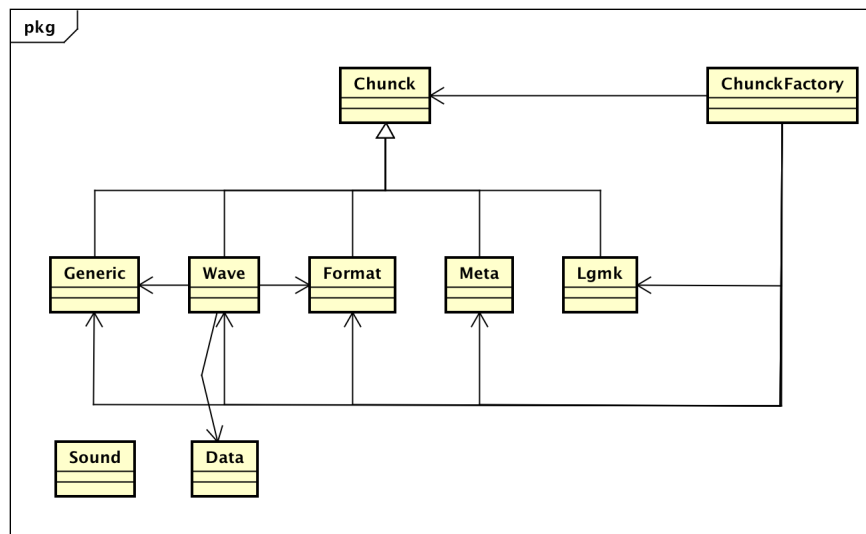 pkg
Chunck
ChunckFactory
Generic
Wave
Format
Meta
Lgmk
Sound
Data